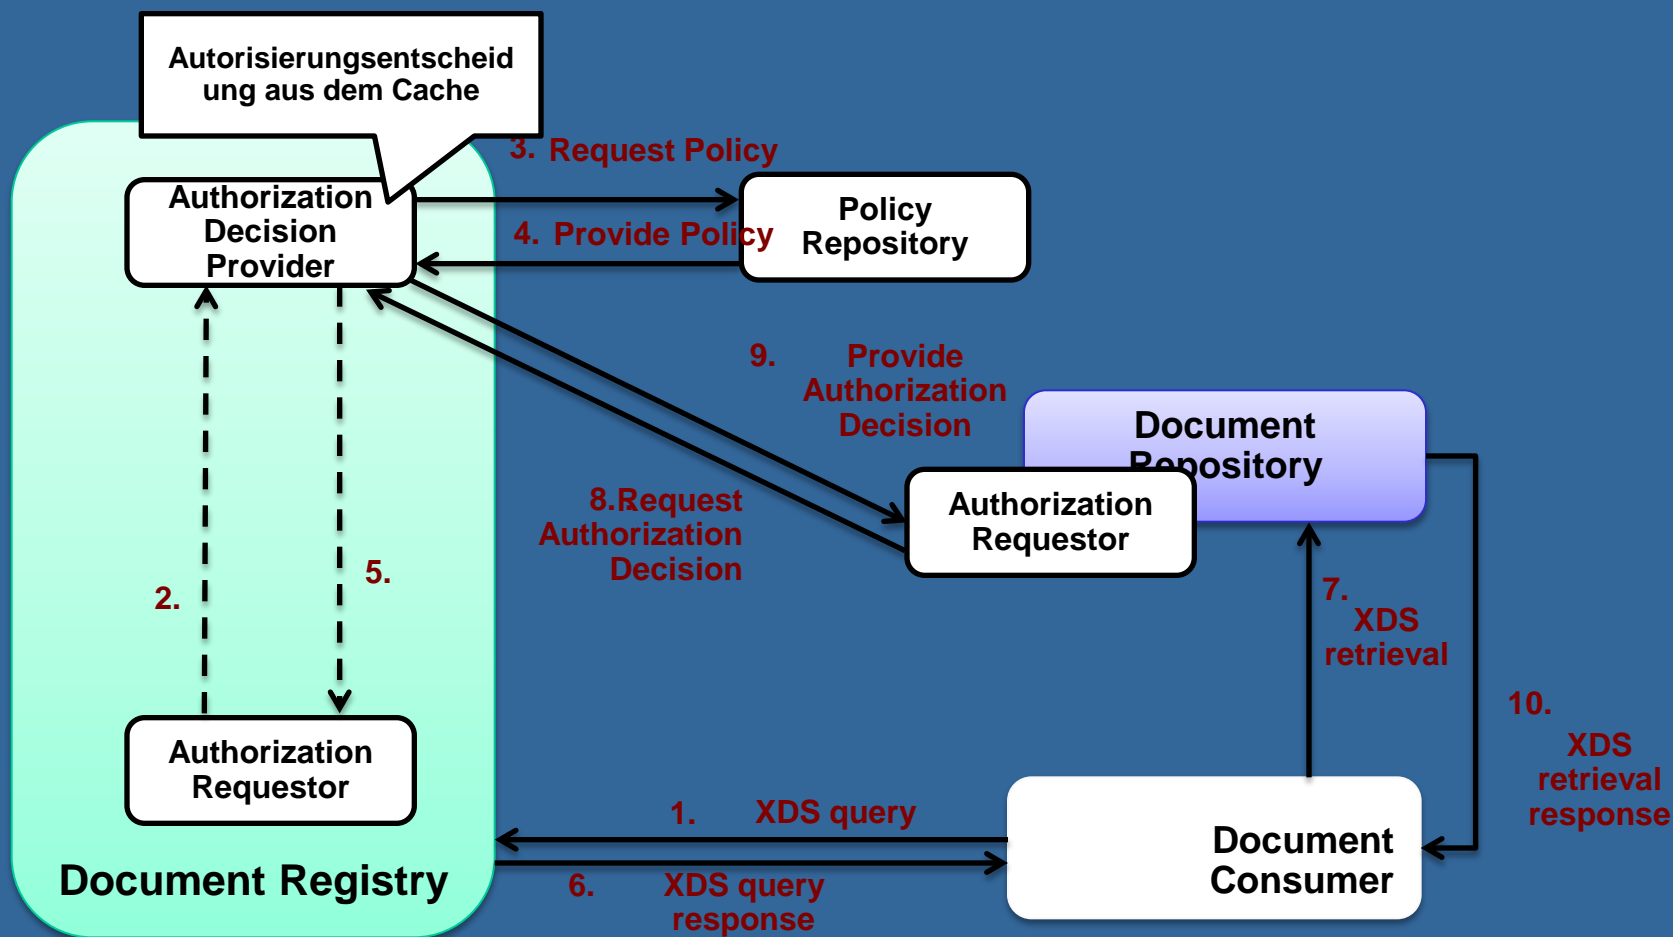 Autorisierungsentscheid
ung aus dem Cache
3. Request Policy
Authorization
Decision
Provider
Policy
Repository
4. Provide Policy
9. Provide
Authorization
Decision
Document
Repository
8. Request
Authorization
Decision
Authorization
Requestor
2.
5.
7.
XDS
retrieval
10.
XDS
retrieval
response
Authorization
Requestor
1. XDS query
Document
Consumer
Document Registry
6. XDS query
response